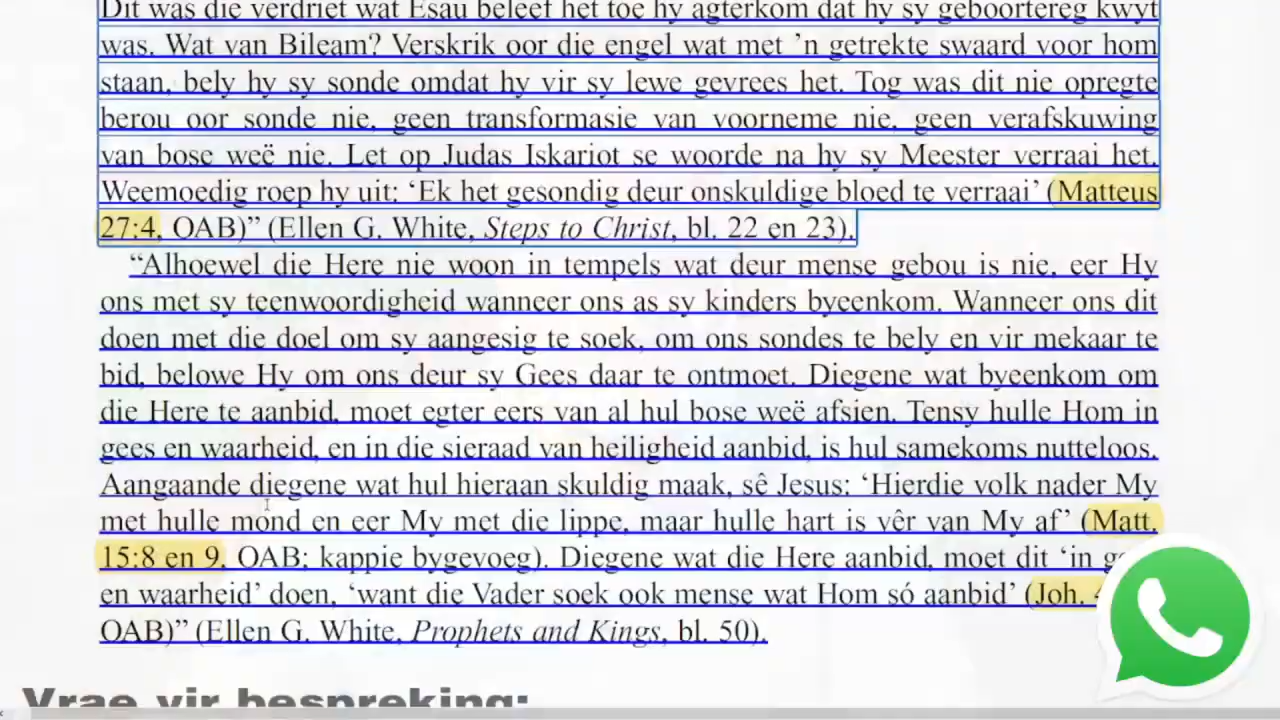 Dit was die verdriet wat Esau beleef het toe hy agterkom dat hy sy geboortereg kwyt
was. Wat van Bileam? Verskrik oor die engel wat met ’n getrekte swaard voor hom
staan, bely hy sy sonde omdat hy vir sy lewe gevrees het. Tog was dit nie opregte
berou oor sonde nie, geen transformasie van voorneme nie, geen verafskuwing
van bose weë nie. Let op Judas Iskariot se woorde na hy sy Meester verraai het.
Weemoedig roep hy uit: ‘Ek het gesondig deur onskuldige bloed te verraai’ (Matteus
27:4, OAB)” (Ellen G. White, Steps to Christ, bl. 22 en 23).
“Alhoewel die Here nie woon in tempels wat deur mense gebou is nie, eer Hy
ons met sy teenwoordigheid wanneer ons as sy kinders byeenkom. Wanneer ons dit
doen met die doel om sy aangesig te soek, om ons sondes te bely en vir mekaar te
bid, belowe Hy om ons deur sy Gees daar te ontmoet. Diegene wat byeenkom om
die Here te aanbid, moet egter eers van al hul bose weë afsien. Tensy hulle Hom in
gees en waarheid, en in die sieraad van heiligheid aanbid, is hul samekoms nutteloos.
Aangaande diegene wat hul hieraan skuldig maak, sê Jesus: ‘Hierdie volk nader My
met hulle mond en eer My met die lippe, maar hulle hart is vêr van My af’ (Matt.
15:8 en 9, OAB; kappie bygevoeg). Diegene wat die Here aanbid, moet dit ‘in
en waarheid’ doen, ‘want die Vader soek ook mense wat Hom só aanbid’ (Joh.
OAB)” (Ellen G. White, Prophets and Kings, bl. 50).
Vrae vir bespreking: